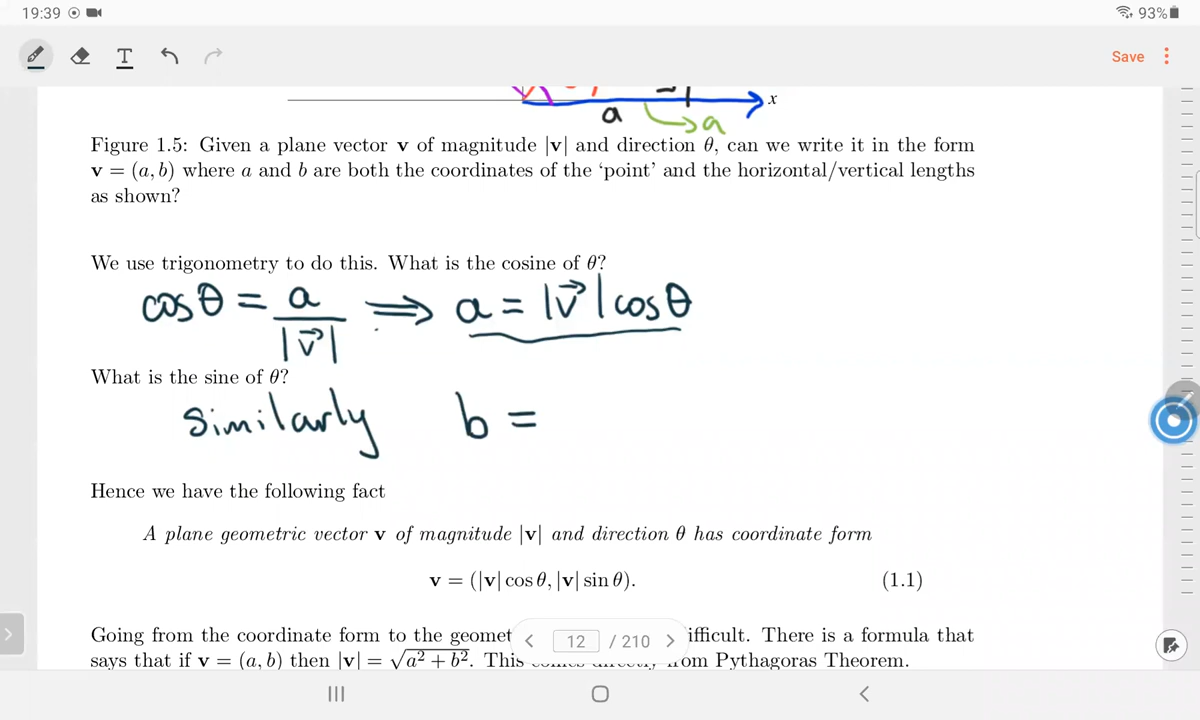 19:39 93%
T Save
x
a a
Figure 1.5: Given a plane vector v of magnitude |v| and direction θ, can we write it in the form
v = (a, b) where a and b are both the coordinates of the ‘point’ and the horizontal/vertical lengths
as shown?
We use trigonometry to do this. What is the cosine of θ?
cos θ = a / |v⃗| ⟹ a = |v⃗| cos θ
What is the sine of θ?
Similarly b =
Hence we have the following fact
A plane geometric vector v of magnitude |v| and direction θ has coordinate form
v = (|v| cos θ, |v| sin θ). (1.1)
Going from the coordinate form to the geomet 12 / 210 ifficult. There is a formula that
says that if v = (a, b) then |v| = √a² + b². This comes directly from Pythagoras Theorem.